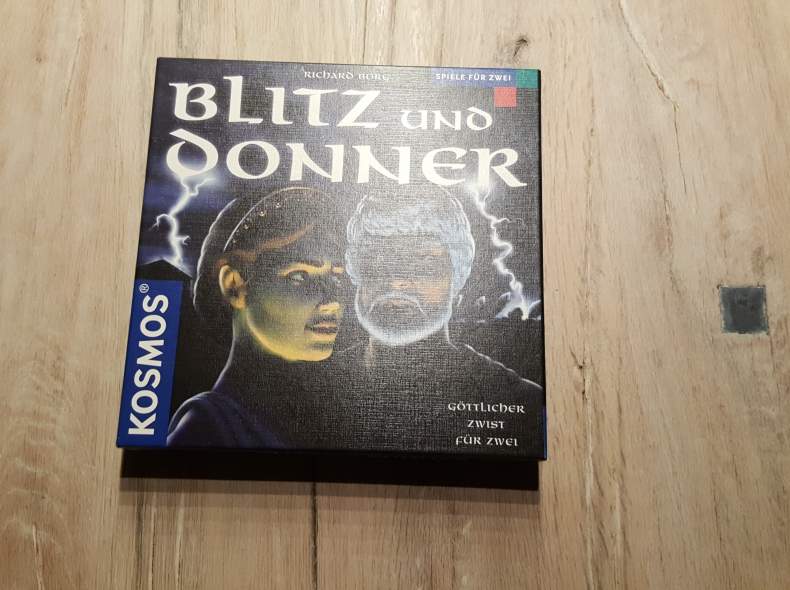 RICHARD BORG
SPIELE FÜR ZWEI
BLITZ UND
DONNER
KOSMOS®
GÖTTLICHER
ZWIST
FÜR ZWEI